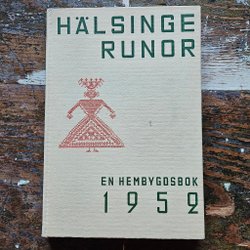 HÄLSINGE
RUNOR
EN HEMBYGDSBOK
1952